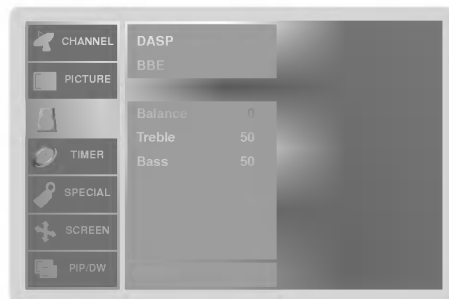 CHANNEL
PICTURE
TIMER
SPECIAL
SCREEN
PIP/DW
DASP
BBE
Balance 0
Treble 50
Bass 50